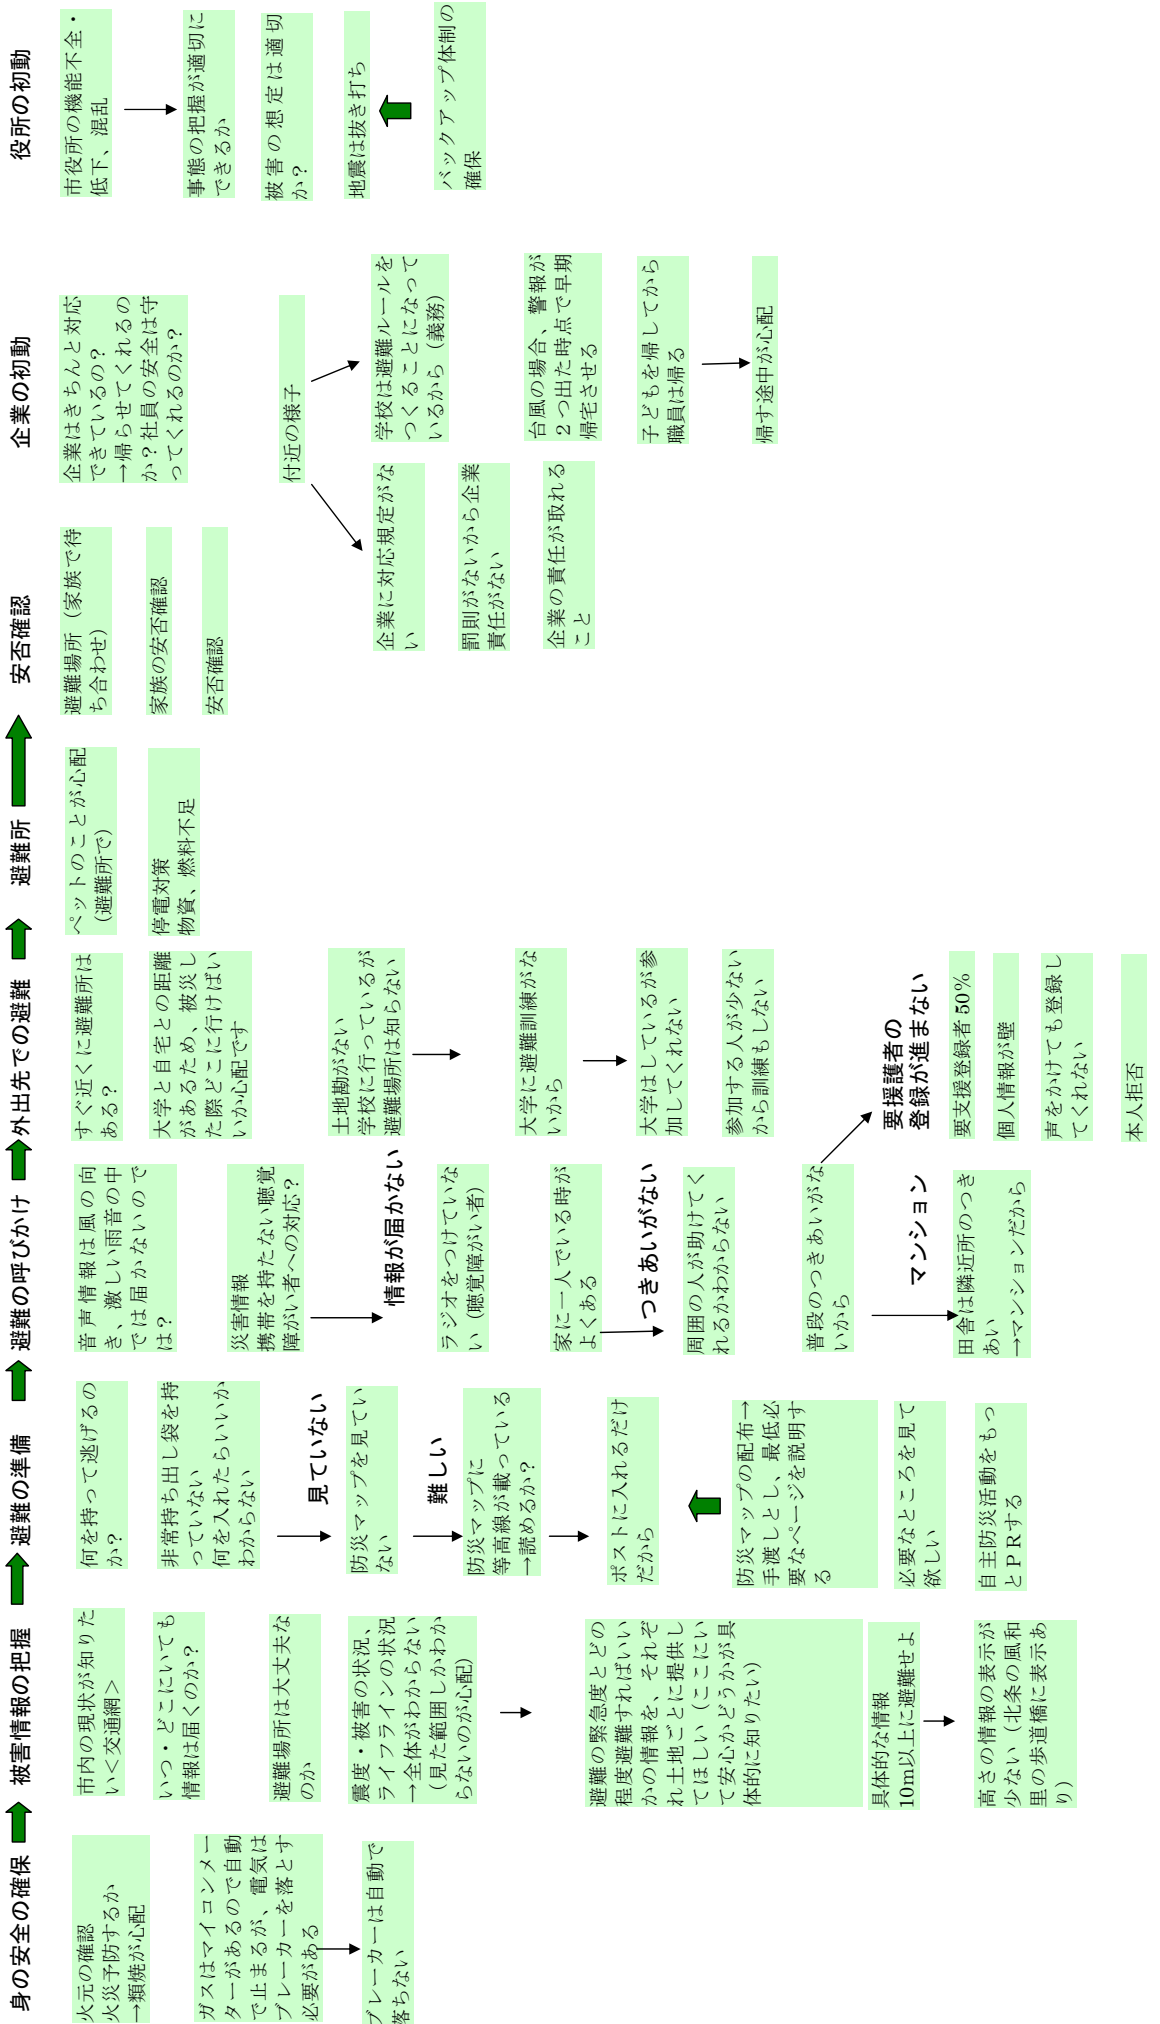 身の安全の確保
火元の確認
火災予防するか
→類焼が心配
ガスはマイコンメー
ターがあるので自動
で止まるが、電気は
ブレーカーを落とす
必要がある
ブレーカーは自動で
落ちない
被害情報の把握
市内の現状が知りた
い＜交通網＞
いつ・どこにいても
情報は届くのか？
避難場所は大丈夫な
のか
震度・被害の状況、
ライフラインの状況
→全体がわからない
（見た範囲しかわか
らないのが心配）
避難の緊急度とどの
程度避難すればいい
かの情報を、それぞ
れ土地ごとに提供し
てほしい（ここにい
て安心かどうかが具
体的に知りたい）
具体的な情報
10m以上に避難せよ
高さの情報の表示が
少ない（北条の風和
里の歩道橋に表示あ
り）
避難の準備
何を持って逃げるの
か？
非常持ち出し袋を持
っていない
何を入れたらいいか
わからない
見ていない
防災マップを見てい
ない
難しい
防災マップに
等高線が載っている
→読めるか？
ポストに入れるだけ
だから
防災マップの配布→
手渡しとし、最低必
要なページを説明す
る
必要なところを見て
欲しい
自主防災活動をもっ
とＰＲする
避難の呼びかけ
音声情報は風の向
き、激しい雨音の中
では届かないので
は？
災害情報
携帯を持たない聴覚
障がい者への対応？
情報が届かない
ラジオをつけていな
い（聴覚障がい者）
家に一人でいる時が
よくある
つきあいがない
周囲の人が助けてく
れるかわからない
普段のつきあいがな
いから
マンション
田舎は隣近所のつき
あい
→マンションだから
外出先での避難
すぐ近くに避難所は
ある？
大学と自宅との距離
があるため、被災し
た際どこに行けばい
いか心配です
土地勘がない
学校に行っているが
避難場所は知らない
大学に避難訓練がな
いから
大学はしているが参
加してくれない
参加する人が少ない
から訓練もしない
要援護者の
登録が進まない
要支援登録者 50％
個人情報が壁
声をかけても登録し
てくれない
本人拒否
避難所
ペットのことが心配
（避難所で）
停電対策
物資、燃料不足
安否確認
避難場所（家族で待
ち合わせ）
家族の安否確認
安否確認
企業の初動
企業はきちんと対応
できているの？
→帰らせてくれるの
か？社員の安全は守
ってくれるのか？
付近の様子
企業に対応規定がな
い
罰則がないから企業
責任がない
企業の責任が取れる
こと
学校は避難ルールを
つくることになって
いるから（義務）
台風の場合、警報が
２つ出た時点で早期
帰宅させる
子どもを帰してから
職員は帰る
帰す途中が心配
役所の初動
市役所の機能不全・
低下、混乱
事態の把握が適切に
できるか
被害の想定は適切
か？
地震は抜き打ち
バックアップ体制の
確保